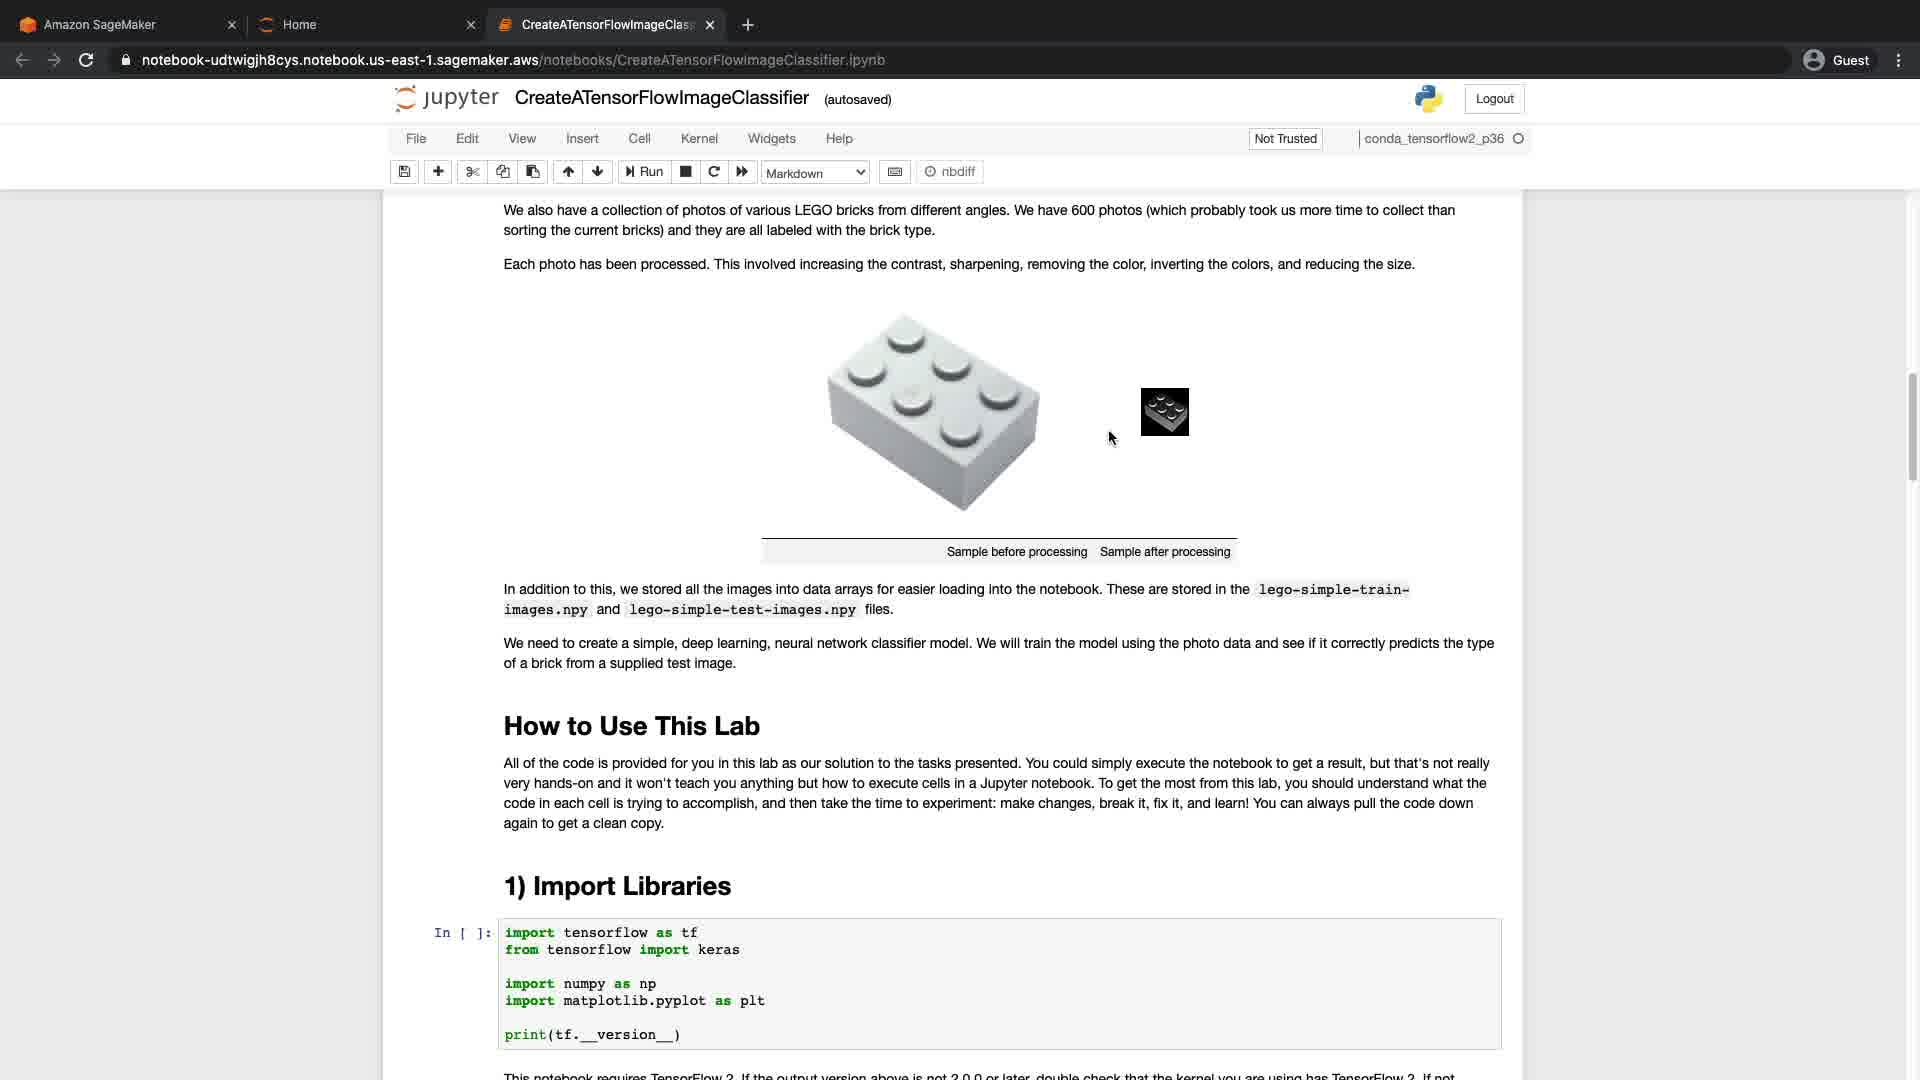 Amazon SageMaker
Home
CreateATensorFlowImageClas
notebook-udtwigjh8cys.notebook.us-east-1.sagemaker.aws/notebooks/CreateATensorFlowImageClassifier.ipynb
Guest
jupyter CreateATensorFlowImageClassifier (autosaved)
Logout
File Edit View Insert Cell Kernel Widgets Help
Not Trusted
conda_tensorflow2_p36
Run
Markdown
nbdiff
We also have a collection of photos of various LEGO bricks from different angles. We have 600 photos (which probably took us more time to collect than
sorting the current bricks) and they are all labeled with the brick type.
Each photo has been processed. This involved increasing the contrast, sharpening, removing the color, inverting the colors, and reducing the size.
Sample before processing Sample after processing
In addition to this, we stored all the images into data arrays for easier loading into the notebook. These are stored in the lego-simple-train-
images.npy and lego-simple-test-images.npy files.
We need to create a simple, deep learning, neural network classifier model. We will train the model using the photo data and see if it correctly predicts the type
of a brick from a supplied test image.
How to Use This Lab
All of the code is provided for you in this lab as our solution to the tasks presented. You could simply execute the notebook to get a result, but that's not really
very hands-on and it won't teach you anything but how to execute cells in a Jupyter notebook. To get the most from this lab, you should understand what the
code in each cell is trying to accomplish, and then take the time to experiment: make changes, break it, fix it, and learn! You can always pull the code down
again to get a clean copy.
1) Import Libraries
In [ ]:
import tensorflow as tf
from tensorflow import keras
import numpy as np
import matplotlib.pyplot as plt
print(tf.__version__)
This notebook requires TensorFlow 2. If the output version above is not 2.0.0 or later, double check that the kernel you are using has TensorFlow 2. If not,